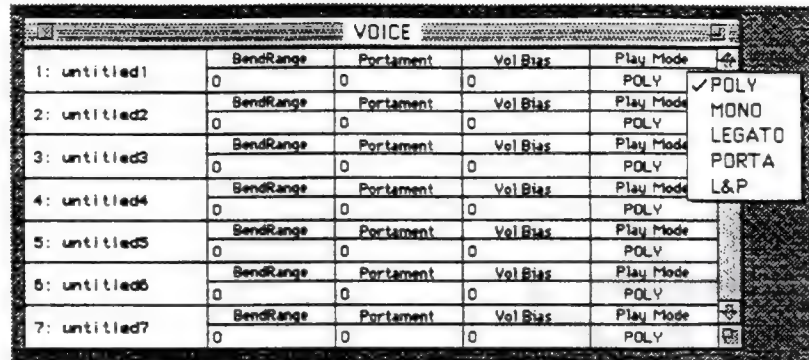 VOICE
1: untitled1 BendRange Portament Vol Bias Play Mode
0 0 0 POLY
2: untitled2 BendRange Portament Vol Bias Play Mode
0 0 0 POLY
3: untitled3 BendRange Portament Vol Bias Play Mode
0 0 0 POLY
4: untitled4 BendRange Portament Vol Bias Play Mode
0 0 0 POLY
5: untitled5 BendRange Portament Vol Bias Play Mode
0 0 0 POLY
6: untitled6 BendRange Portament Vol Bias Play Mode
0 0 0 POLY
7: untitled7 BendRange Portament Vol Bias Play Mode
0 0 0 POLY
✓POLY
MONO
LEGATO
PORTA
L&P